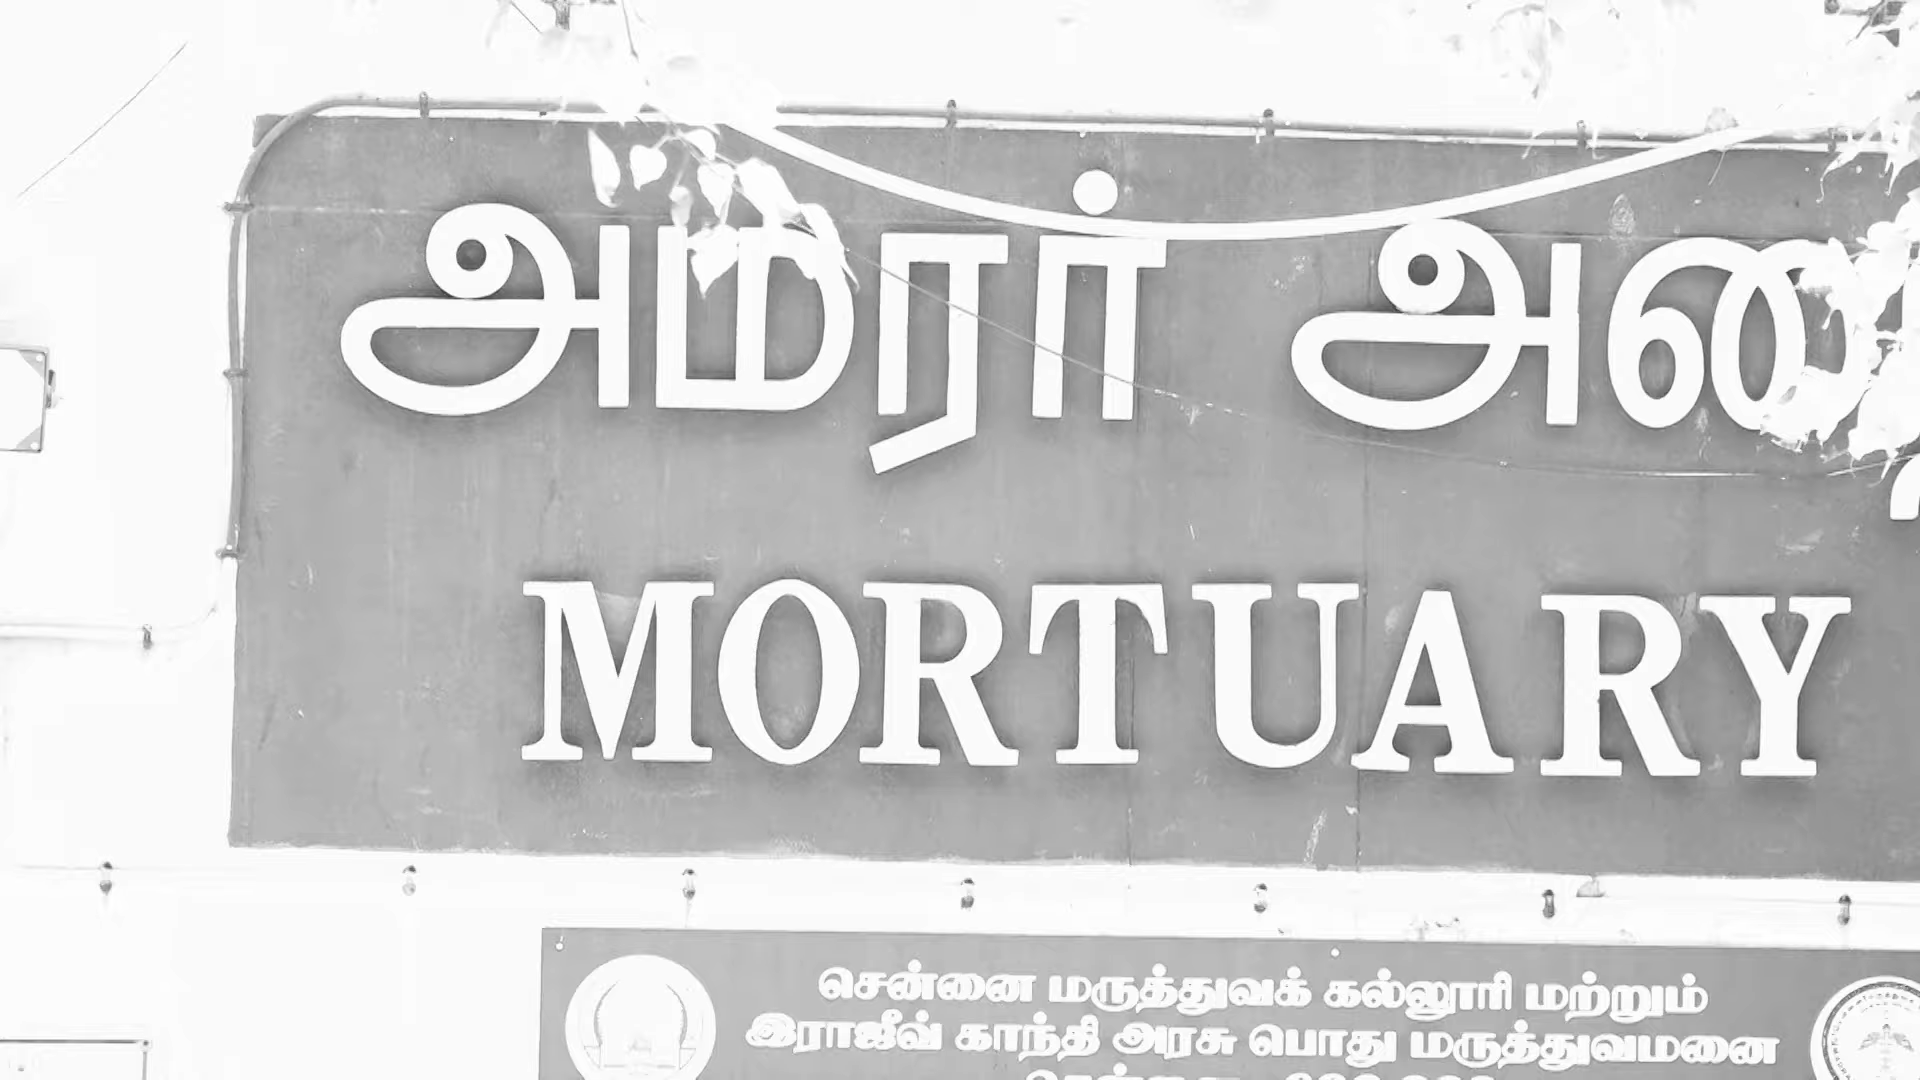 அமரர்
MORTUARY
சென்னை மருத்துவக் கல்லூரி மற்றும்
இராஜீவ் காந்தி அரசு பொது மருத்துவமனை